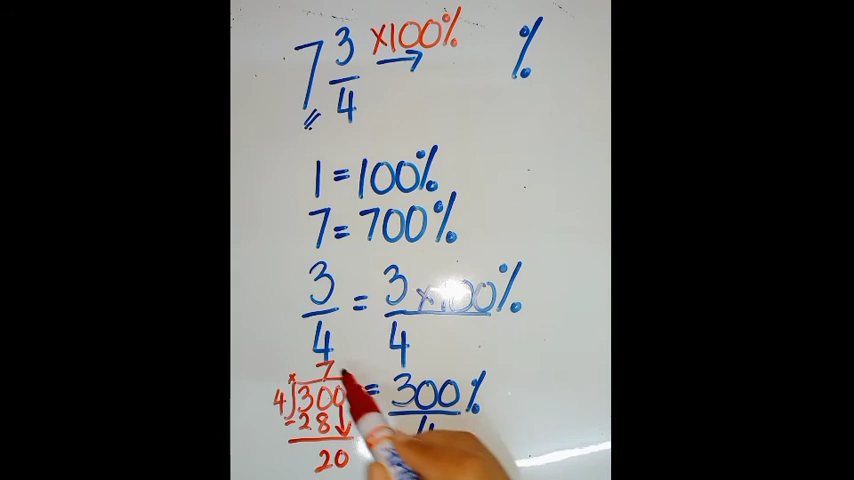 7 3/4 ×100% → %
1 = 100%
7 = 700%
3/4 = 3×100%/4
= 300%/4
×7
4)300
-28↓
20